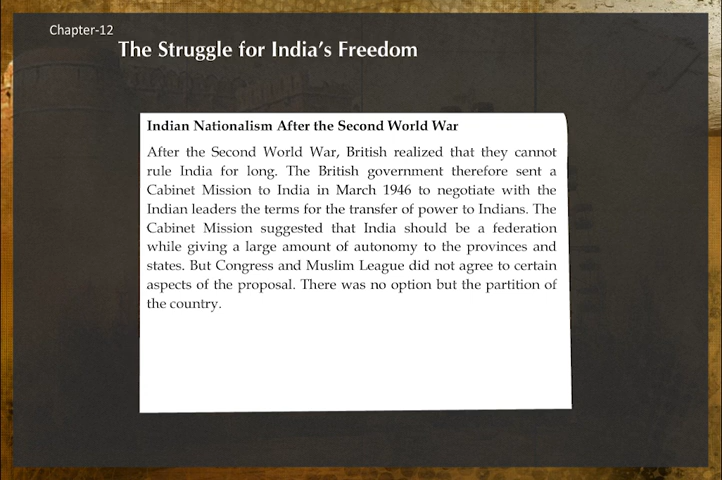 Chapter-12
The Struggle for India's Freedom
Indian Nationalism After the Second World War
After the Second World War, British realized that they cannot
rule India for long. The British government therefore sent a
Cabinet Mission to India in March 1946 to negotiate with the
Indian leaders the terms for the transfer of power to Indians. The
Cabinet Mission suggested that India should be a federation
while giving a large amount of autonomy to the provinces and
states. But Congress and Muslim League did not agree to certain
aspects of the proposal. There was no option but the partition of
the country.